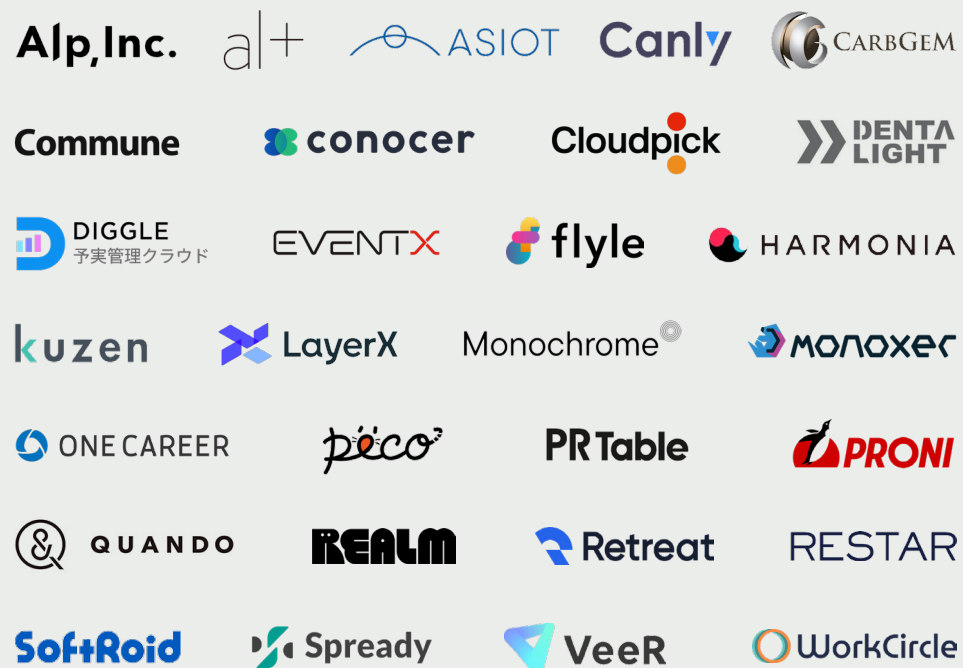 Alp,Inc.
al+
ASIOT
Canly
CARBGEM
Commune
conocer
Cloudpick
DENTA
LIGHT
DIGGLE
予実管理クラウド
EVENTX
flyle
HARMONIA
kuzen
LayerX
Monochrome
monoxer
ONE CAREER
pëco
PR Table
PRONI
& QUANDO
REALM
Retreat
RESTAR
SoftRoid
Spready
VeeR
WorkCircle